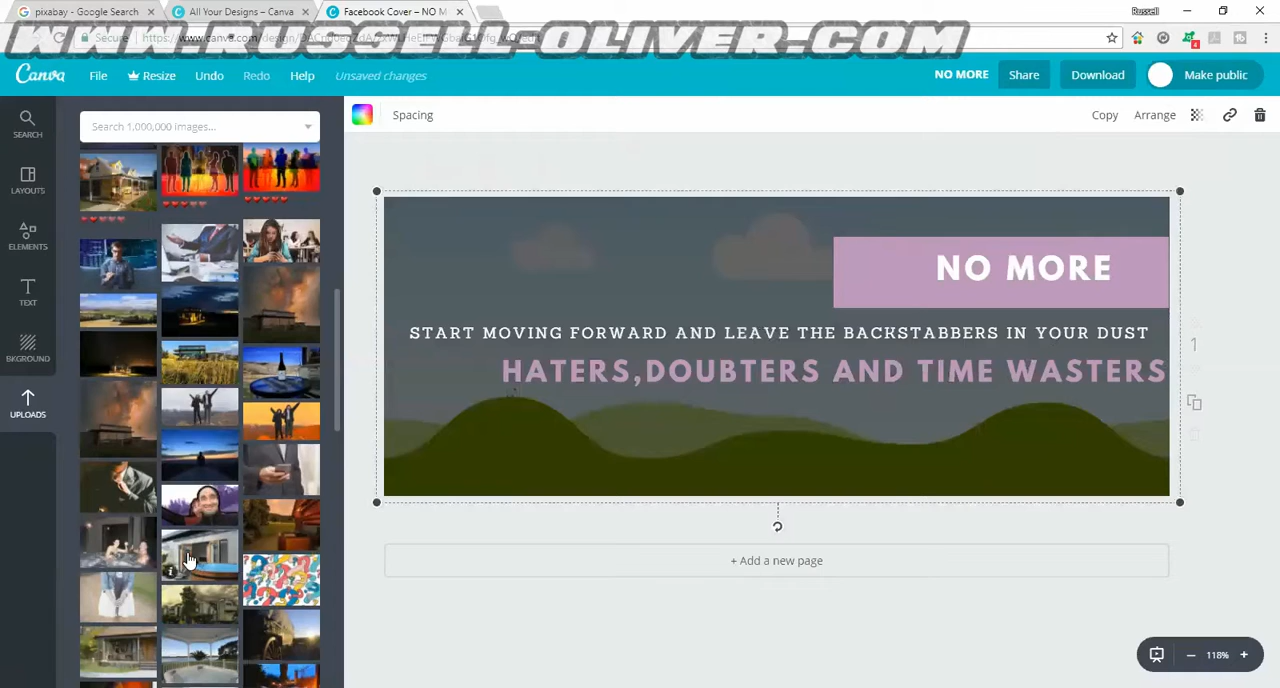 pixabay - Google Search
All Your Designs – Canva
Facebook Cover – NO M
Russell
Secure
WWW.RUSSELL-OLIVER.COM
Canva
File
Resize
Undo
Redo
Help
Unsaved changes
NO MORE
Share
Download
Make public
SEARCH
LAYOUTS
ELEMENTS
TEXT
BKGROUND
UPLOADS
Search 1,000,000 images...
Spacing
Copy
Arrange
NO MORE
START MOVING FORWARD AND LEAVE THE BACKSTABBERS IN YOUR DUST
HATERS,DOUBTERS AND TIME WASTERS
1
+ Add a new page
118%